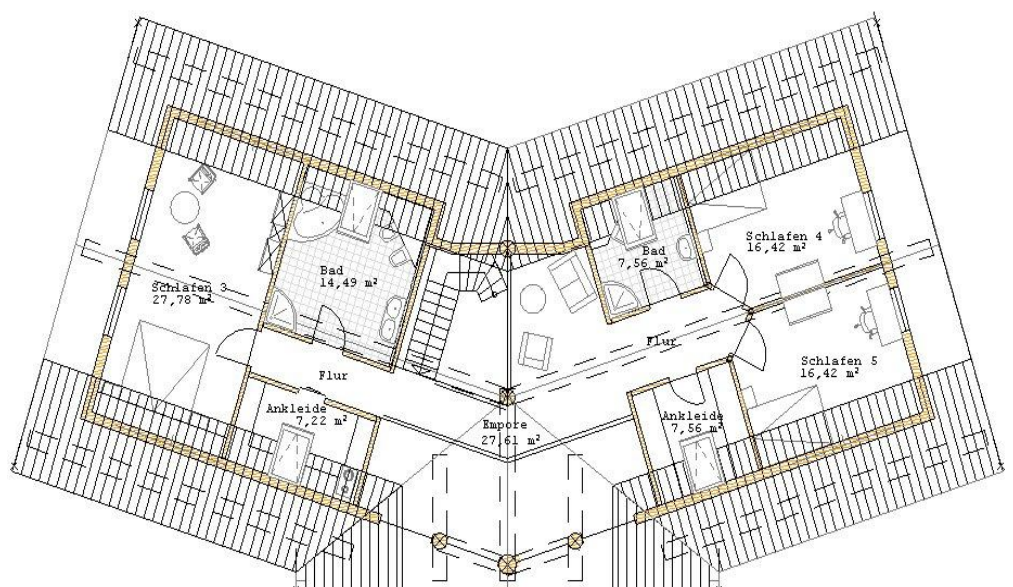 Schlafen 3
27,78 m²
Bad
14,49 m²
Flur
Ankleide
7,22 m²
Empore
27,61 m²
Bad
7,56 m²
Flur
Schlafen 4
16,42 m²
Schlafen 5
16,42 m²
Ankleide
7,56 m²